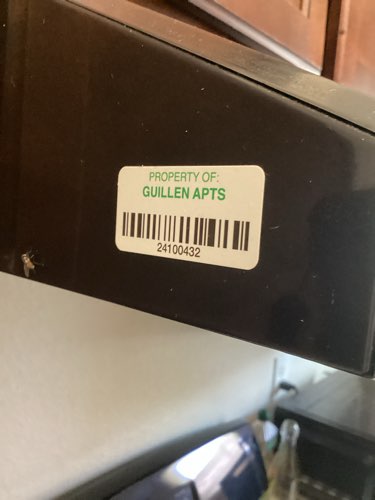 PROPERTY OF:
GUILLEN APTS
24100432